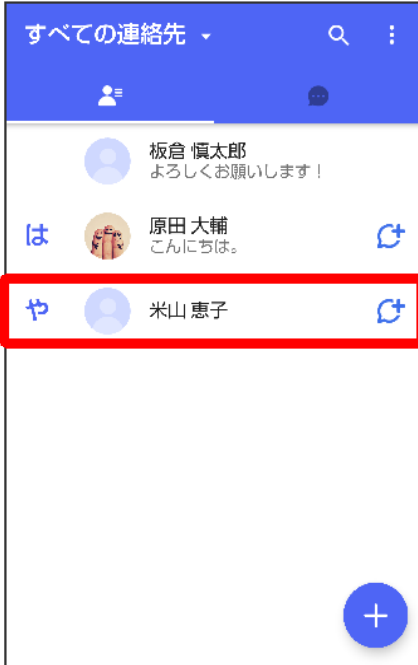 すべての連絡先
板倉 慎太郎
よろしくお願いします！
は
原田 大輔
こんにちは。
や
米山 恵子